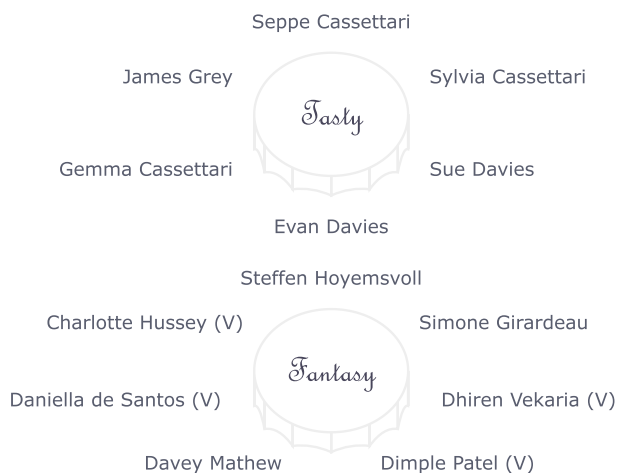 Seppe Cassettari
James Grey
Sylvia Cassettari
Tasty
Gemma Cassettari
Sue Davies
Evan Davies
Steffen Hoyemsvoll
Charlotte Hussey (V)
Simone Girardeau
Fantasy
Daniella de Santos (V)
Dhiren Vekaria (V)
Davey Mathew
Dimple Patel (V)